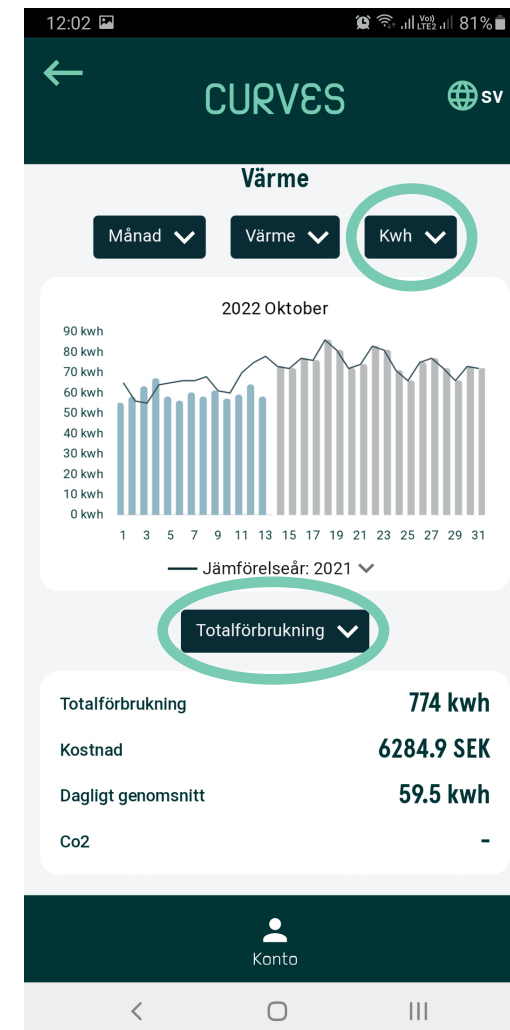 12:02 Vo)) LTE2 81%
CURVES
SV
Värme
Månad Värme Kwh
2022 Oktober
90 kwh
80 kwh
70 kwh
60 kwh
50 kwh
40 kwh
30 kwh
20 kwh
10 kwh
0 kwh
1 3 5 7 9 11 13 15 17 19 21 23 25 27 29 31
Jämförelseår: 2021
Totalförbrukning
Totalförbrukning 774 kwh
Kostnad 6284.9 SEK
Dagligt genomsnitt 59.5 kwh
Co2 -
Konto